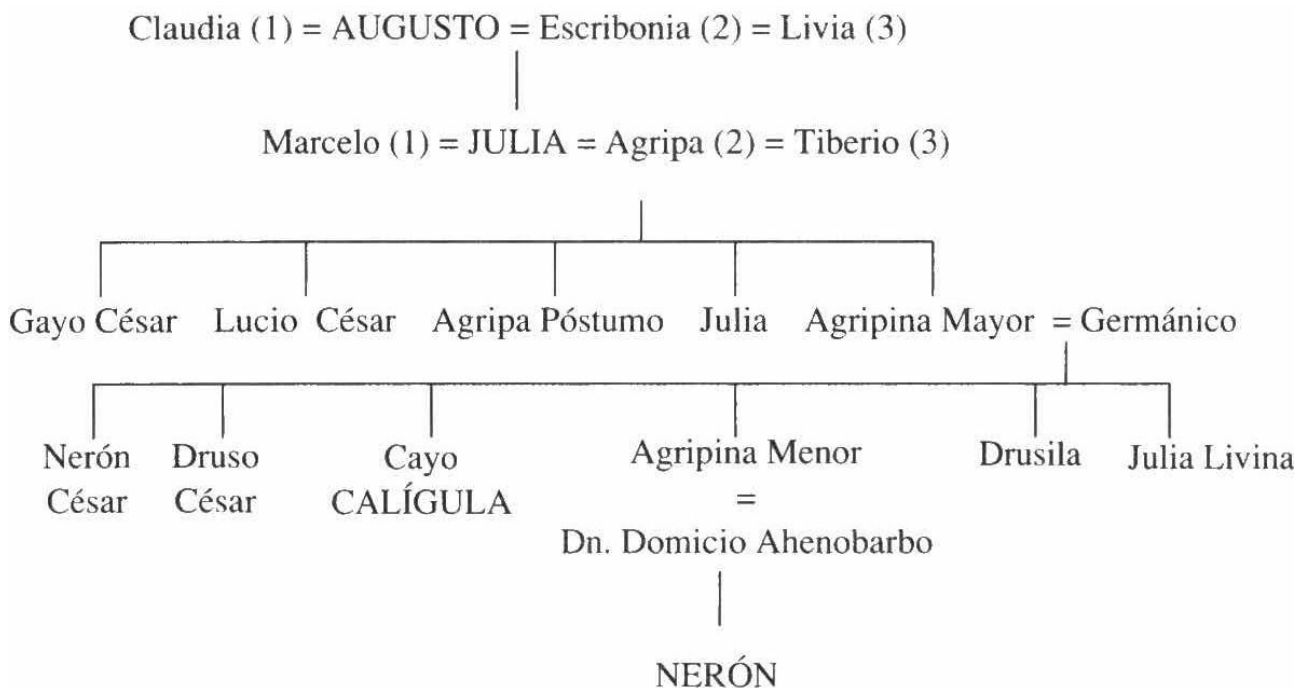 Claudia (1) = AUGUSTO = Escribonia (2) = Livia (3)
Marcelo (1) = JULIA = Agripa (2) = Tiberio (3)
Gayo César Lucio César Agripa Póstumo Julia Agripina Mayor = Germánico
Nerón César
Druso César
Cayo CALÍGULA
Agripina Menor
=
Dn. Domicio Ahenobarbo
Drusila
Julia Livina
NERÓN